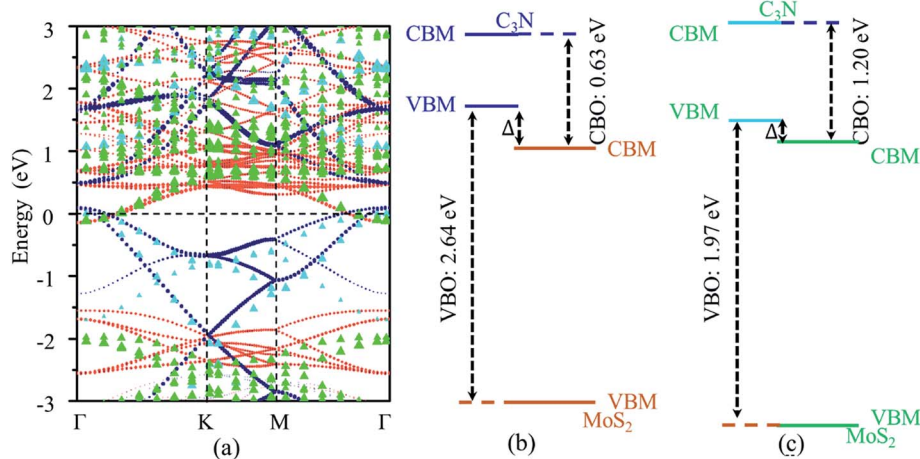 3
2
1
0
-1
-2
-3
Energy (eV)
Γ
K
M
Γ
(a)
CBM
C₃N
VBM
Δ
CBO: 0.63 eV
CBM
VBO: 2.64 eV
VBM
MoS₂
(b)
C₃N
CBM
VBM
Δ
CBO: 1.20 eV
CBM
VBO: 1.97 eV
VBM
MoS₂
(c)